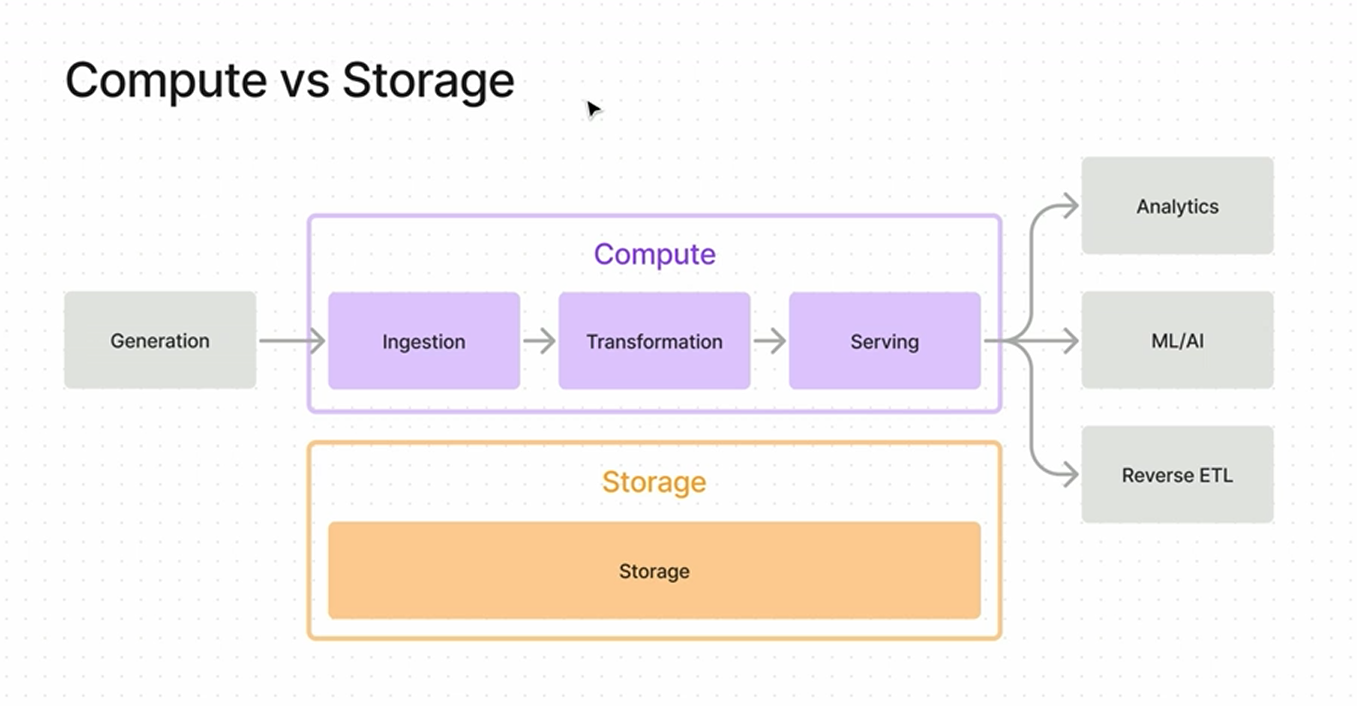 Compute vs Storage
Compute
Generation
Ingestion
Transformation
Serving
Analytics
ML/AI
Reverse ETL
Storage
Storage